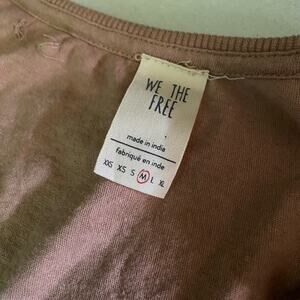 WE THE
FREE
made in india
fabriqué en inde
XXS XS S M L XL